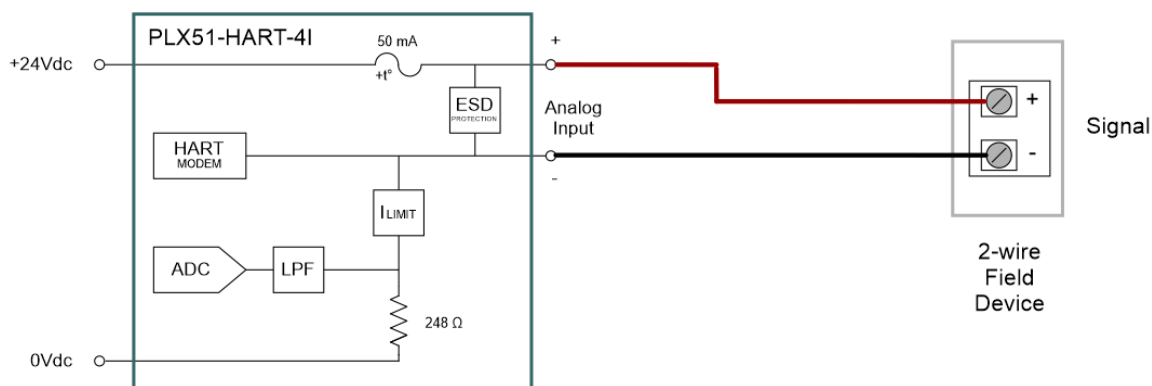 PLX51-HART-4I
50 mA
+t°
+24Vdc
+
ESD
PROTECTION
Analog
Input
+
Signal
HART
MODEM
-
-
I LIMIT
ADC
LPF
2-wire
Field
Device
248 Ω
0Vdc